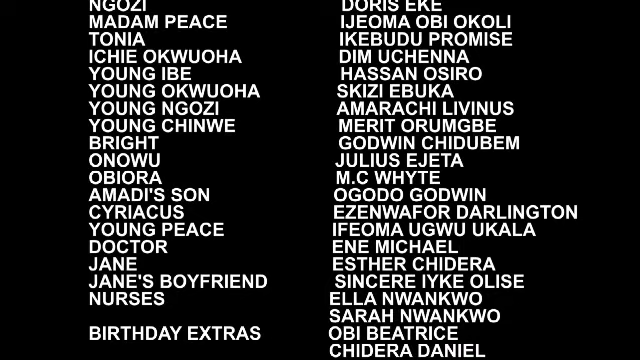 NGOZI DORIS EKE
MADAM PEACE IJEOMA OBI OKOLI
TONIA IKEBUDU PROMISE
ICHIE OKWUOHA DIM UCHENNA
YOUNG IBE HASSAN OSIRO
YOUNG OKWUOHA SKIZI EBUKA
YOUNG NGOZI AMARACHI LIVINUS
YOUNG CHINWE MERIT ORUMGBE
BRIGHT GODWIN CHIDUBEM
ONOWU JULIUS EJETA
OBIORA M.C WHYTE
AMADI'S SON OGODO GODWIN
CYRIACUS EZENWAFOR DARLINGTON
YOUNG PEACE IFEOMA UGWU UKALA
DOCTOR ENE MICHAEL
JANE ESTHER CHIDERA
JANE'S BOYFRIEND SINCERE IYKE OLISE
NURSES ELLA NWANKWO
SARAH NWANKWO
BIRTHDAY EXTRAS OBI BEATRICE
CHIDERA DANIEL